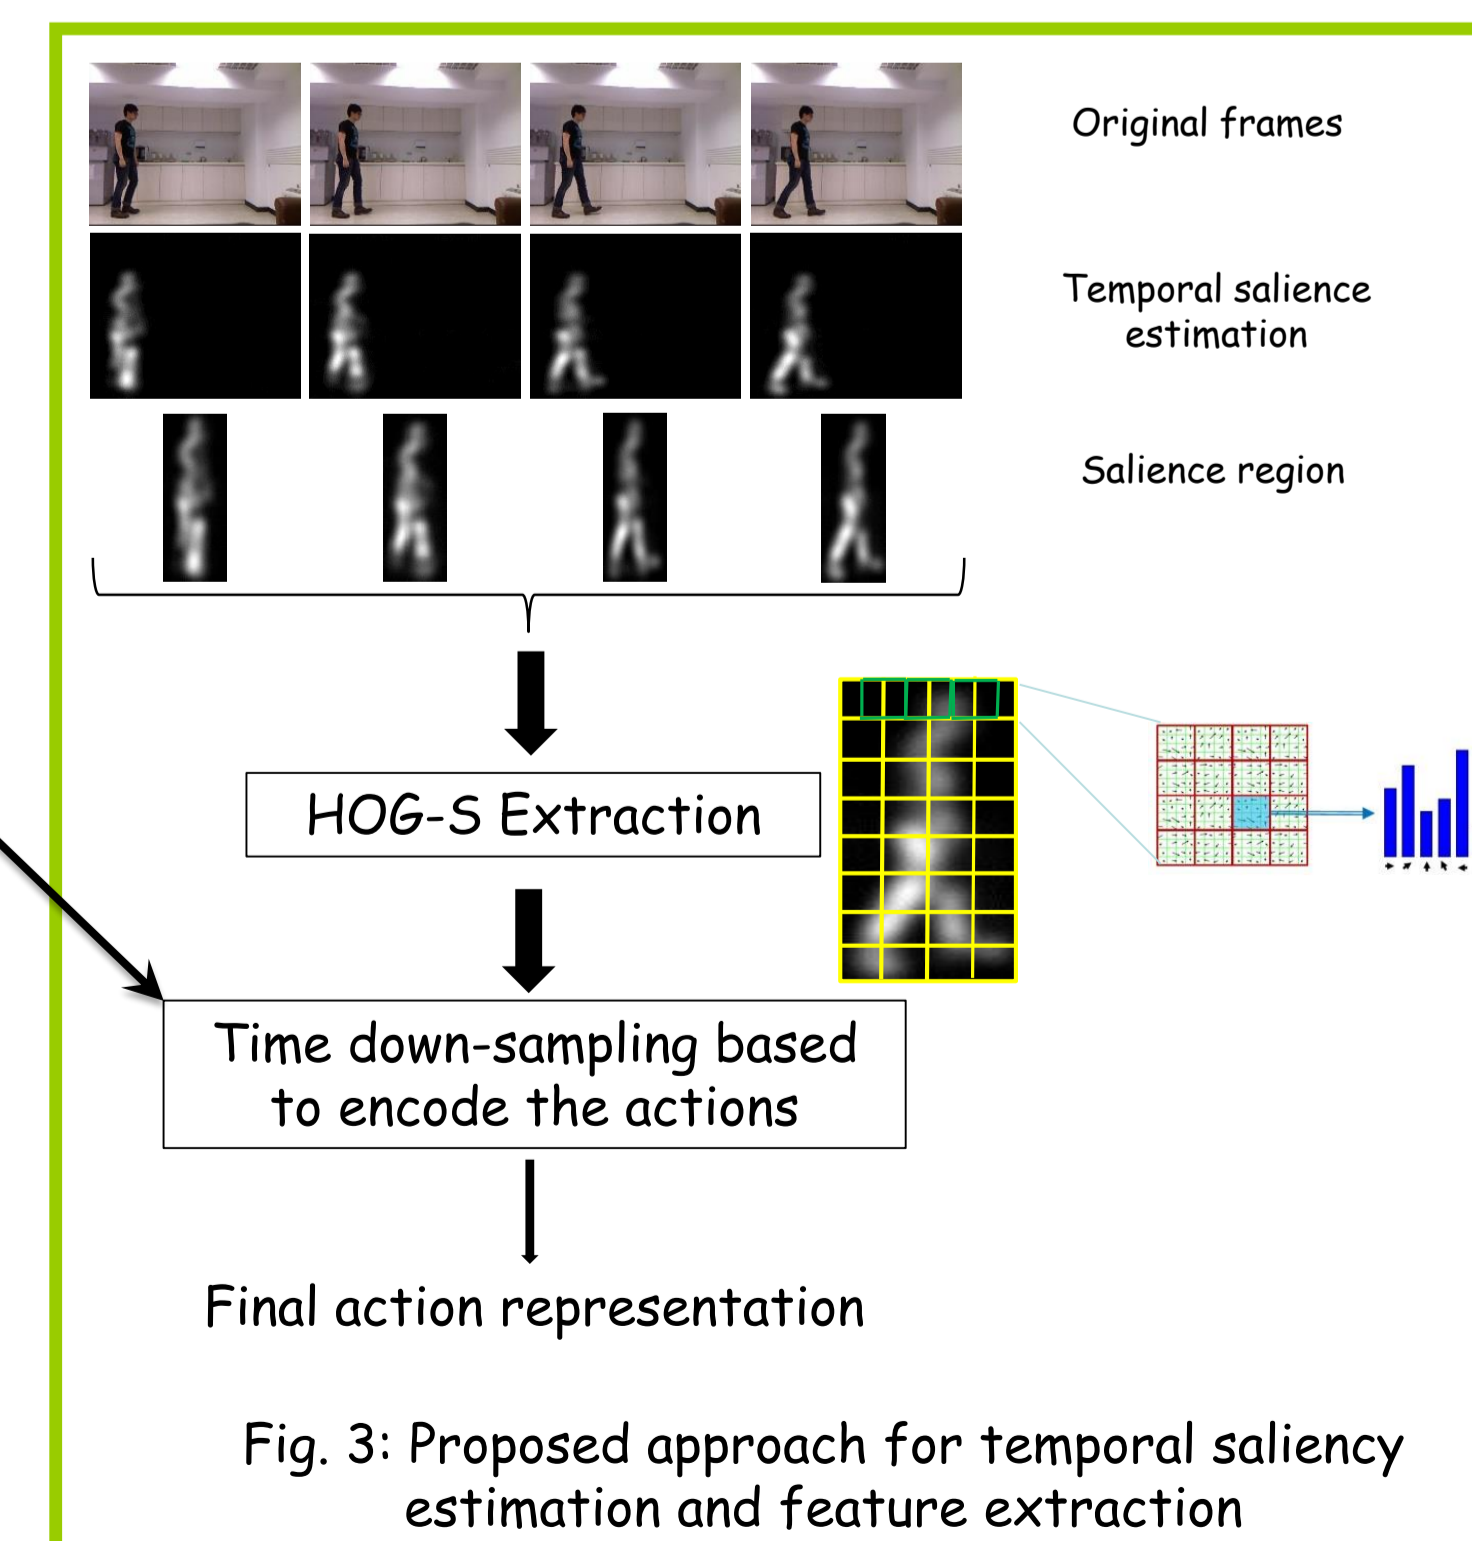 Original frames
Temporal salience
estimation
Salience region
HOG-S Extraction
Time down-sampling based
to encode the actions
Final action representation
Fig. 3: Proposed approach for temporal saliency
estimation and feature extraction